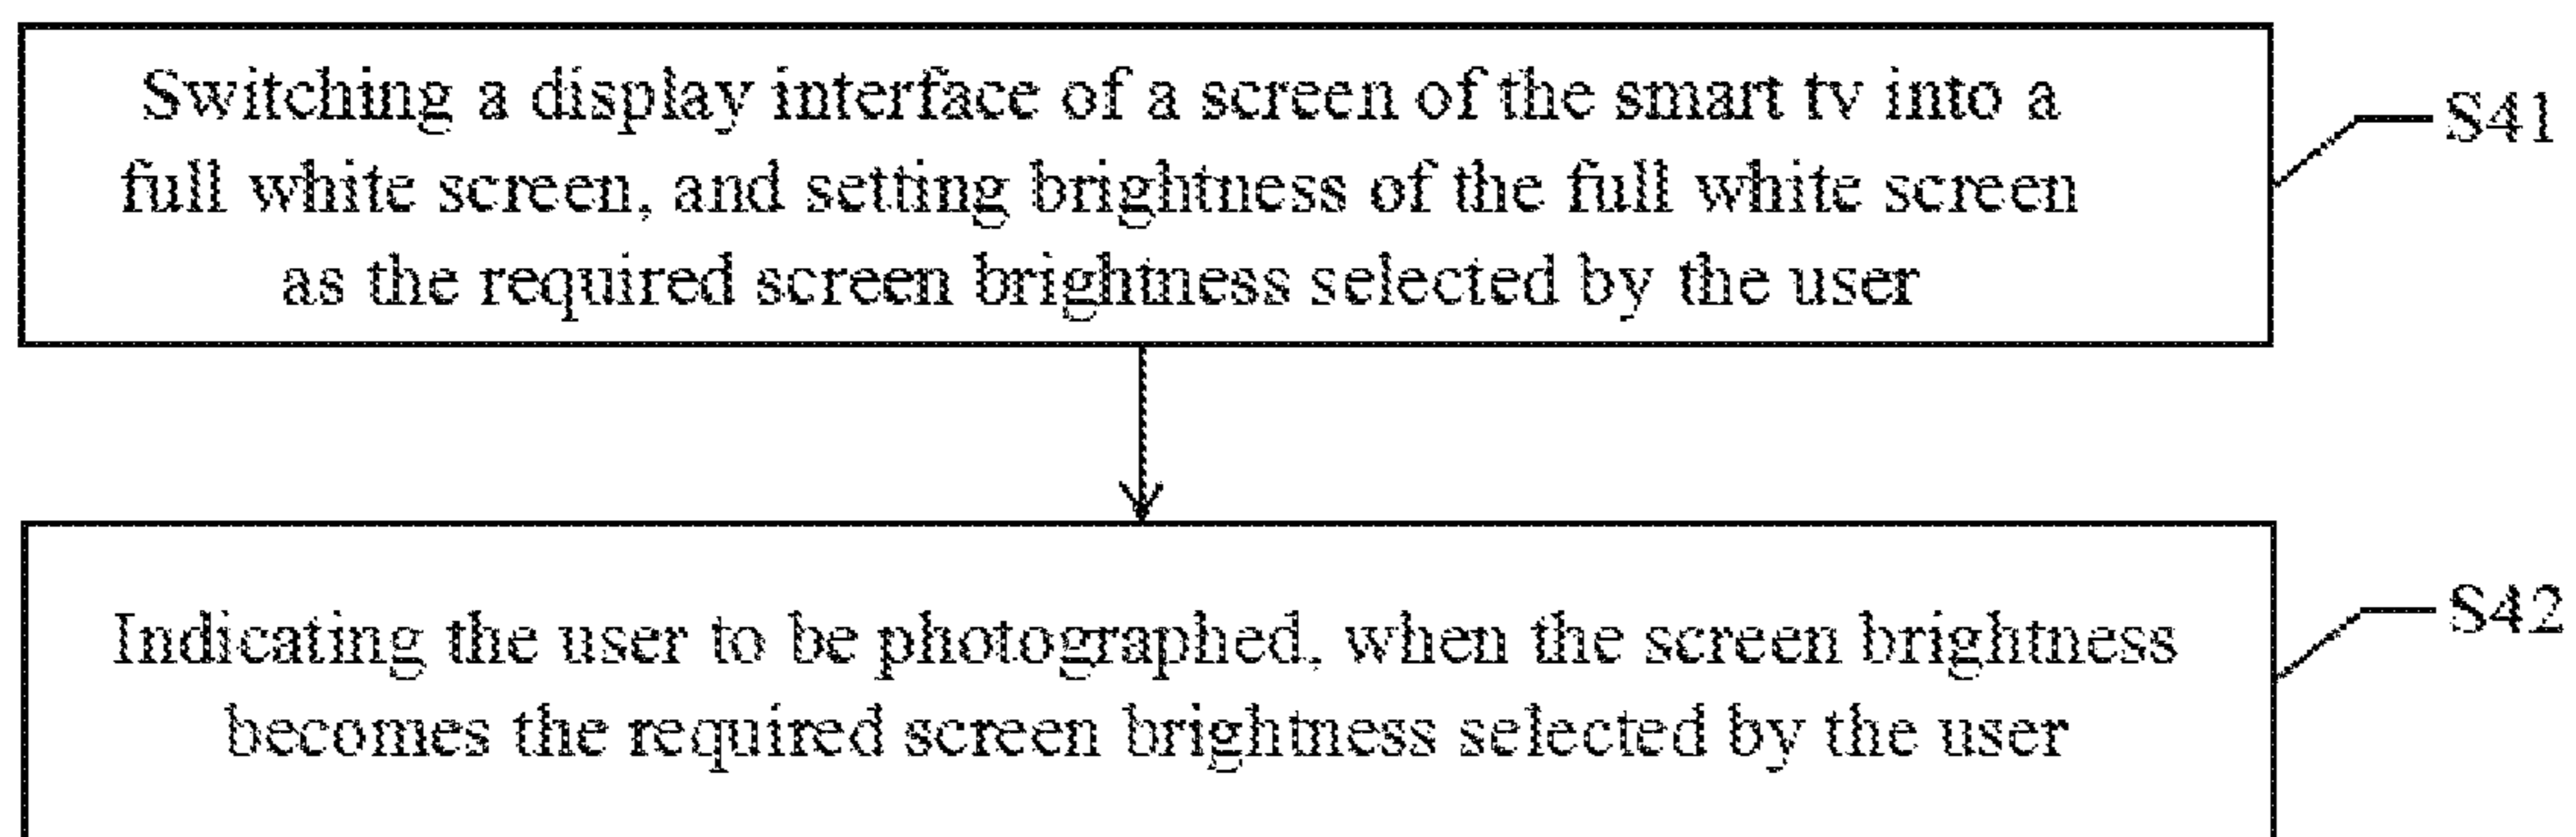 Switching a display interface of a screen of the smart tv into a
full white screen, and setting brightness of the full white screen
as the required screen brightness selected by the user
S41
Indicating the user to be photographed, when the screen brightness
becomes the required screen brightness selected by the user
S42